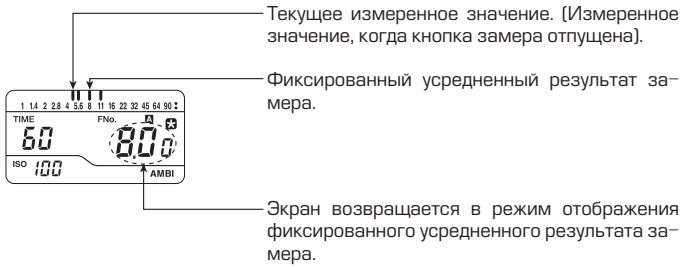 Текущее измеренное значение. (Измеренное
значение, когда кнопка замера отпущена).
Фиксированный усредненный результат за-
мера.
1 1.4 2 2.8 4 5.6 8 11 16 22 32 45 64 90
TIME FNo. A
60 8.0 0
ISO 100 AMBI
Экран возвращается в режим отображения
фиксированного усредненного результата за-
мера.